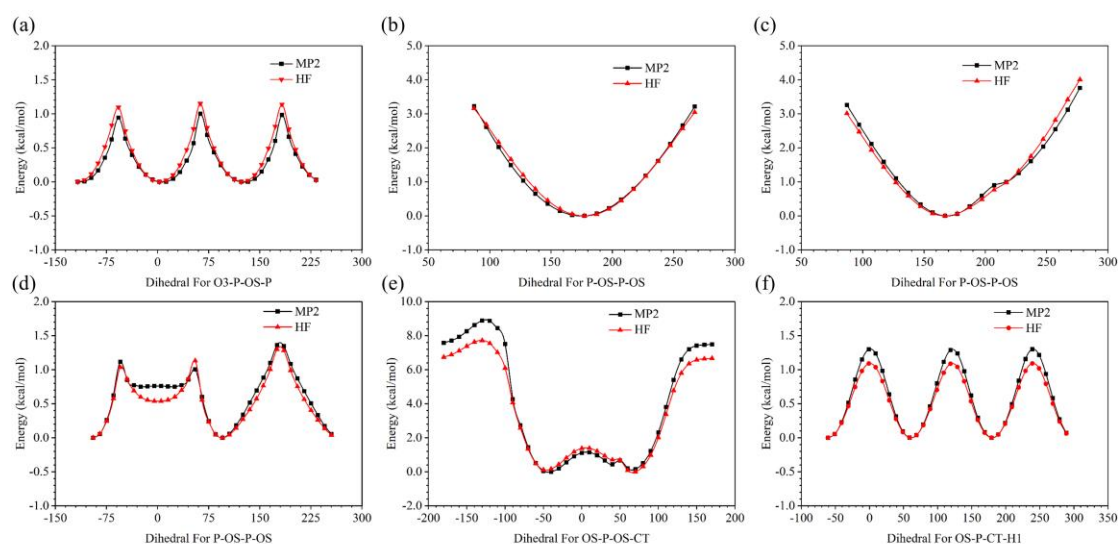 (a)
2.0
1.5
1.0
0.5
0.0
-0.5
-1.0
Energy (kcal/mol)
MP2
HF
-150 -75 0 75 150 225 300
Dihedral For O3-P-OS-P
(b)
5.0
4.0
3.0
2.0
1.0
0.0
-1.0
Energy (kcal/mol)
MP2
HF
50 100 150 200 250 300
Dihedral For P-OS-P-OS
(c)
5.0
4.0
3.0
2.0
1.0
0.0
-1.0
Energy (kcal/mol)
MP2
HF
50 100 150 200 250 300
Dihedral For P-OS-P-OS
(d)
2.0
1.5
1.0
0.5
0.0
-0.5
-1.0
Energy (kcal/mol)
MP2
HF
-150 -75 0 75 150 225 300
Dihedral For P-OS-P-OS
(e)
10.0
8.0
6.0
4.0
2.0
0.0
-2.0
Energy (kcal/mol)
MP2
HF
-200 -150 -100 -50 0 50 100 150 200
Dihedral For OS-P-OS-CT
(f)
2.0
1.5
1.0
0.5
0.0
-0.5
-1.0
Energy (kcal/mol)
MP2
HF
-100 -50 0 50 100 150 200 250 300 350
Dihedral For OS-P-CT-H1